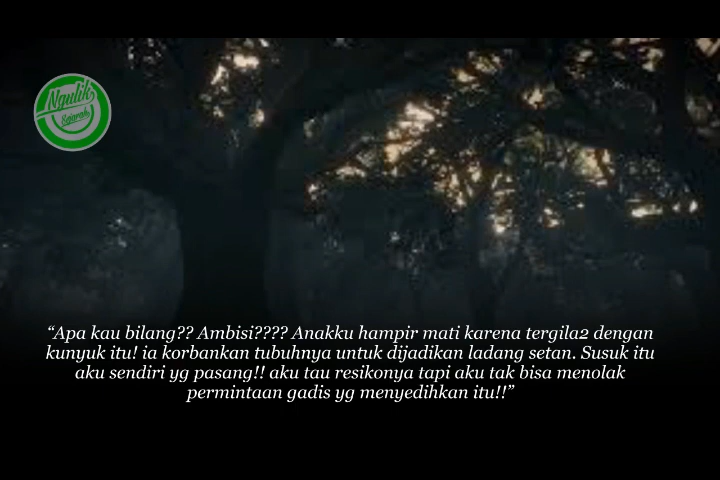 Ngulik
Sejarah
“Apa kau bilang?? Ambisi???? Anakku hampir mati karena tergila2 dengan
kunyuk itu! ia korbankan tubuhnya untuk dijadikan ladang setan. Susuk itu
aku sendiri yg pasang!! aku tau resikonya tapi aku tak bisa menolak
permintaan gadis yg menyedihkan itu!!”